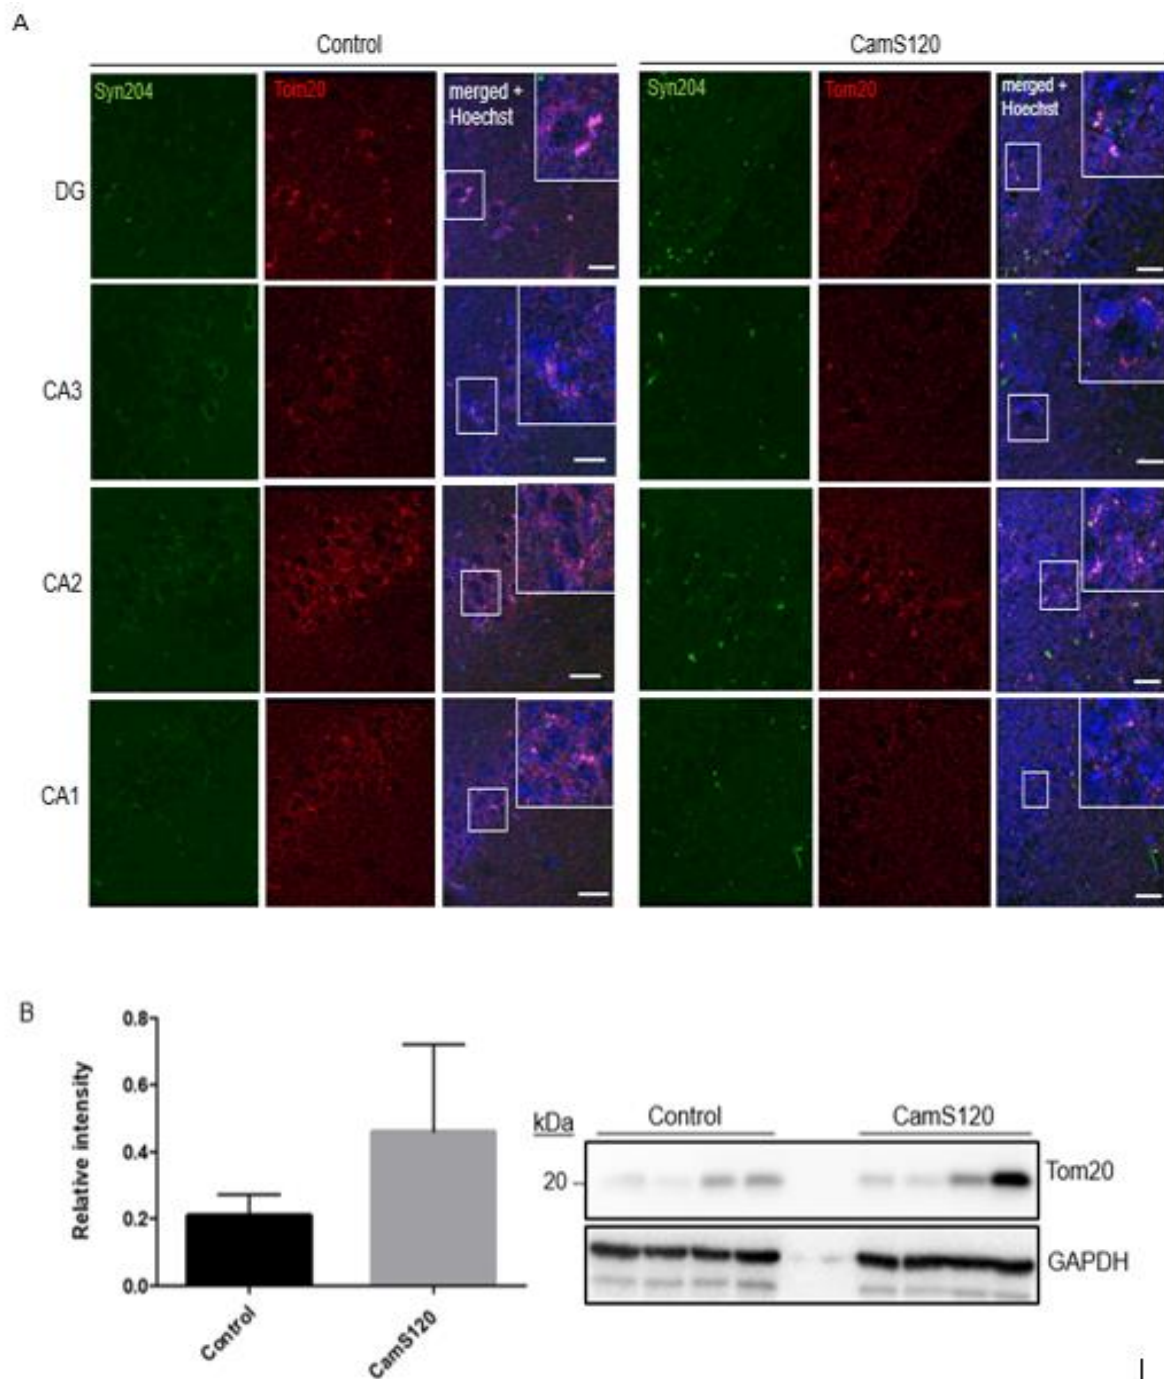 A
Control
CamS120
Syn204
Tom20
merged +
Hoechst
Syn204
Tom20
merged +
Hoechst
DG
CA3
CA2
CA1
B
Relative intensity
0.8
0.6
0.4
0.2
0.0
Control
CamS120
kDa
Control
CamS120
20
Tom20
GAPDH